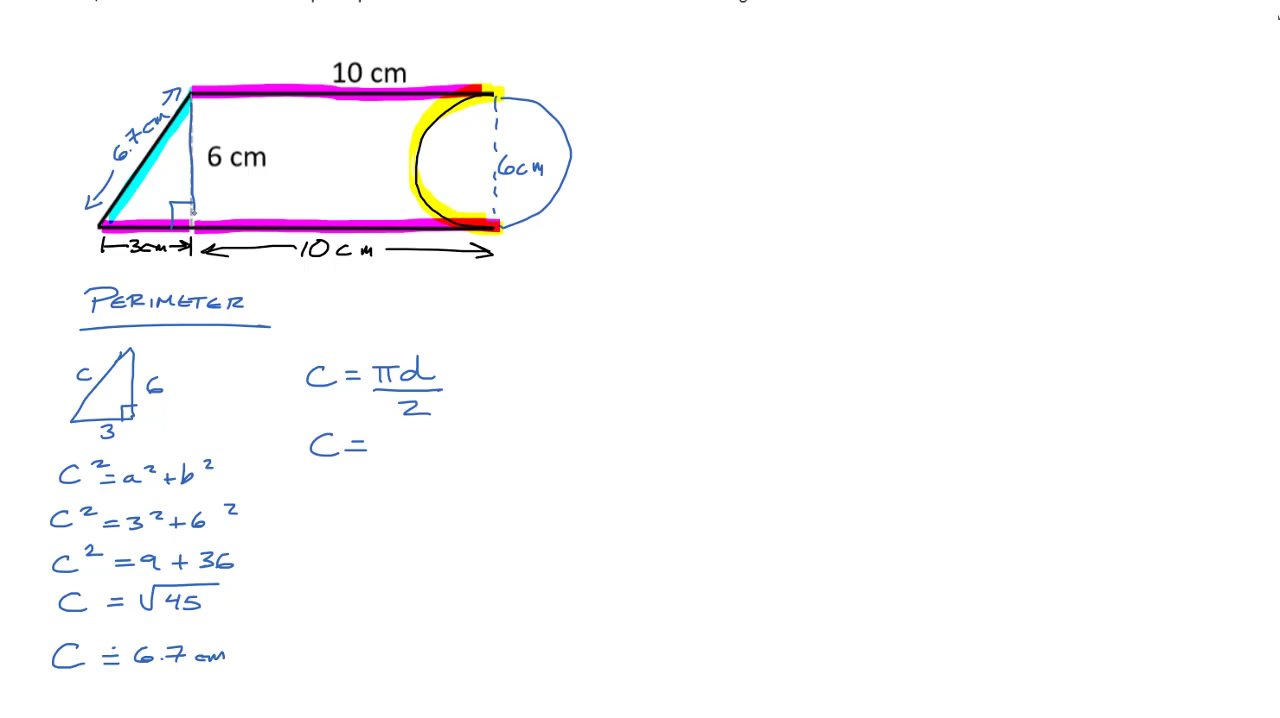 10 cm
6.7cm
6 cm
6cm
3cm
10 cm
PERIMETER
c
6
3
C = πd/2
C =
C² = a² + b²
C² = 3² + 6²
C² = 9 + 36
C = √45
C ≐ 6.7 cm